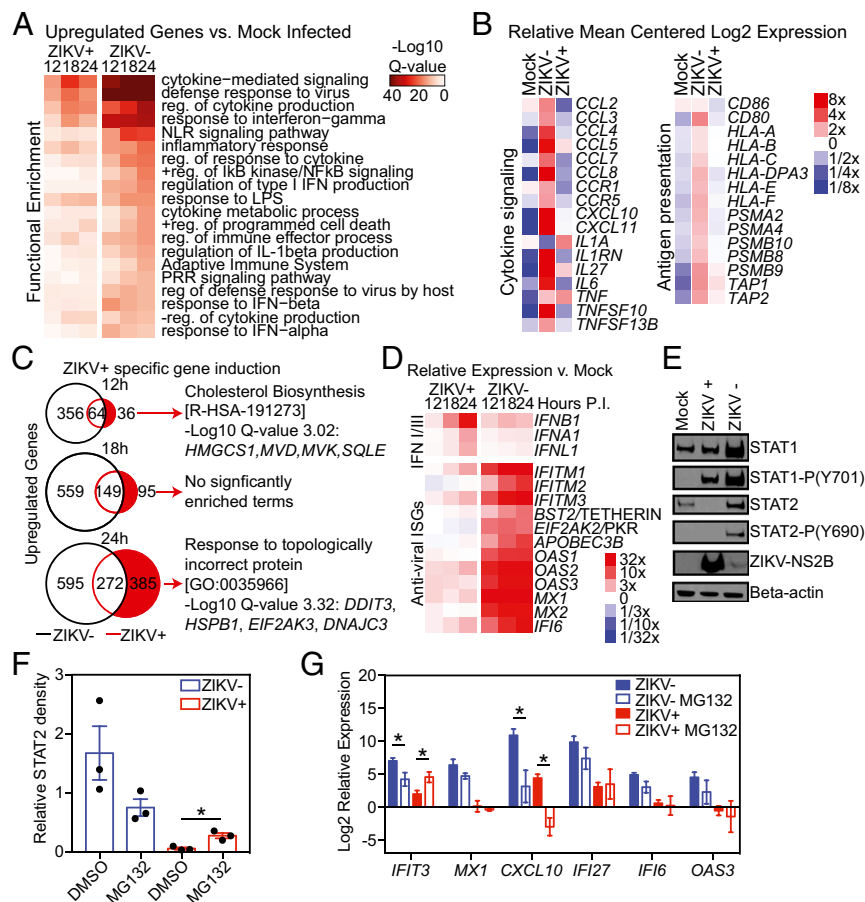 A Upregulated Genes vs. Mock Infected
ZIKV+ ZIKV-
121824 121824
-Log10
Q-value
40 0
Functional Enrichment
cytokine−mediated signaling
defense response to virus
reg. of cytokine production
response to interferon−gamma
NLR signaling pathway
inflammatory response
reg. of response to cytokine
+reg. of IkB kinase/NFkB signaling
regulation of type I IFN production
response to LPS
cytokine metabolic process
+reg. of programmed cell death
reg. of immune effector process
regulation of IL−1beta production
Adaptive Immune System
PRR signaling pathway
reg of defense response to virus by host
response to IFN−beta
-reg. of cytokine production
response to IFN−alpha
B Relative Mean Centered Log2 Expression
Mock ZIKV- ZIKV+
Cytokine signaling
CCL2
CCL3
CCL4
CCL5
CCL7
CCL8
CCR1
CCR5
CXCL10
CXCL11
IL1A
IL1RN
IL27
IL6
TNF
TNFSF10
TNFSF13B
Mock ZIKV- ZIKV+
Antigen presentation
CD86
CD80
HLA-A
HLA-B
HLA-C
HLA-DPA3
HLA-E
HLA-F
PSMA2
PSMA4
PSMB10
PSMB8
PSMB9
TAP1
TAP2
8x
4x
2x
0
1/2x
1/4x
1/8x
C ZIKV+ specific gene induction
Upregulated Genes
12h
356 64 36
Cholesterol Biosynthesis
[R-HSA-191273]
-Log10 Q-value 3.02:
HMGCS1,MVD,MVK,SQLE
18h
559 149 95
No signficantly
enriched terms
24h
595 272 385
Response to topologically
incorrect protein
[GO:0035966]
-Log10 Q-value 3.32: DDIT3,
HSPB1, EIF2AK3, DNAJC3
ZIKV- ZIKV+
D Relative Expression v. Mock
ZIKV+ ZIKV-
121824 121824 Hours P.I.
IFN I/III
IFNB1
IFNA1
IFNL1
Anti-viral ISGs
IFITM1
IFITM2
IFITM3
BST2/TETHERIN
EIF2AK2/PKR
APOBEC3B
OAS1
OAS2
OAS3
MX1
MX2
IFI6
32x
10x
3x
0
1/3x
1/10x
1/32x
E
Mock ZIKV + ZIKV -
STAT1
STAT1-P(Y701)
STAT2
STAT2-P(Y690)
ZIKV-NS2B
Beta-actin
F
Relative STAT2 density
3
2
1
0
ZIKV-
ZIKV+
*
DMSO MG132 DMSO MG132
G
Log2 Relative Expression
20
15
10
5
0
-5
ZIKV-
ZIKV- MG132
ZIKV+
ZIKV+ MG132
* * * *
IFIT3 MX1 CXCL10 IFI27 IFI6 OAS3